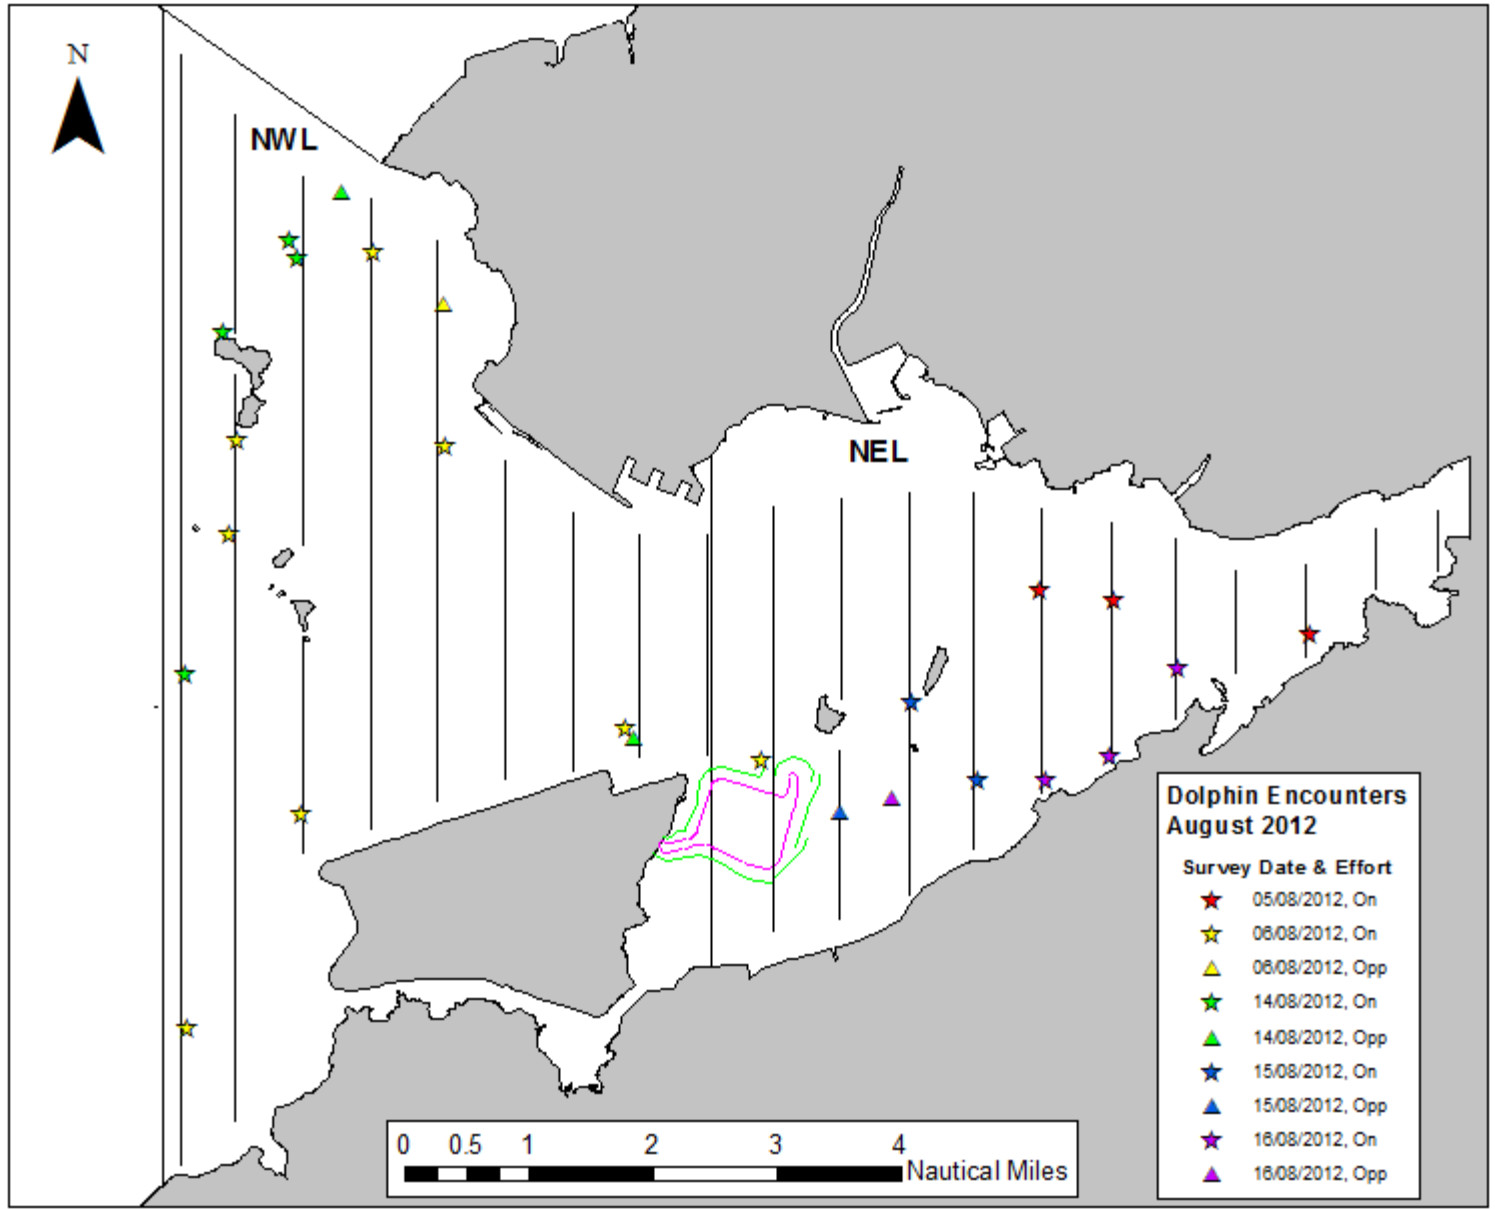 N
NWL
NEL
Dolphin Encounters
August 2012
Survey Date & Effort
05/08/2012, On
06/08/2012, On
06/08/2012, Opp
14/08/2012, On
14/08/2012, Opp
15/08/2012, On
15/08/2012, Opp
16/08/2012, On
16/08/2012, Opp
0 0.5 1 2 3 4
Nautical Miles